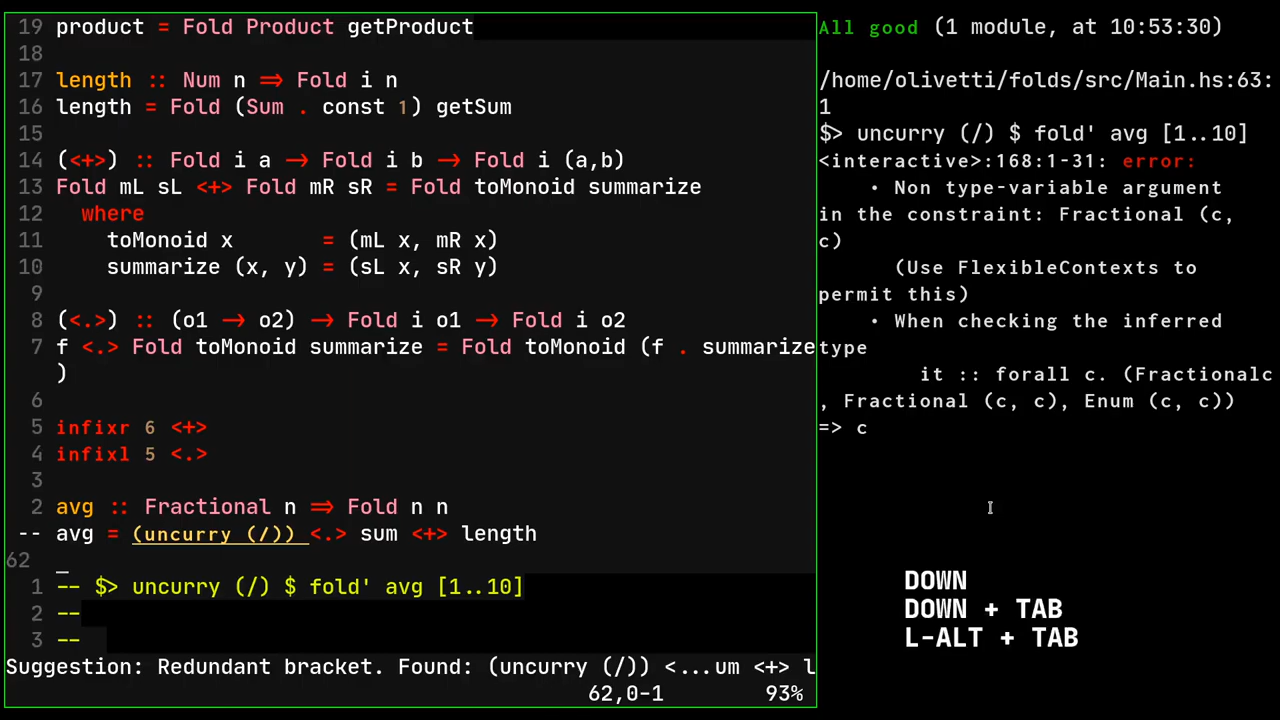 19 product = Fold Product getProduct
18
17 length :: Num n => Fold i n
16 length = Fold (Sum . const 1) getSum
15
14 (<+>) :: Fold i a -> Fold i b -> Fold i (a,b)
13 Fold mL sL <+> Fold mR sR = Fold toMonoid summarize
12   where
11     toMonoid x       = (mL x, mR x)
10     summarize (x, y) = (sL x, sR y)
9
8 (<.>) :: (o1 -> o2) -> Fold i o1 -> Fold i o2
7 f <.> Fold toMonoid summarize = Fold toMonoid (f . summarize
)
6
5 infixr 6 <+>
4 infixl 5 <.>
3
2 avg :: Fractional n => Fold n n
-- avg = (uncurry (/)) <.> sum <+> length
62 _
1 -- $> uncurry (/) $ fold' avg [1..10]
2 --
3 --
Suggestion: Redundant bracket. Found: (uncurry (/)) <...um <+> l
62,0-1 93%
All good (1 module, at 10:53:30)
/home/olivetti/folds/src/Main.hs:63:
1
$> uncurry (/) $ fold' avg [1..10]
<interactive>:168:1-31: error:
• Non type-variable argument
in the constraint: Fractional (c,
c)
(Use FlexibleContexts to
permit this)
• When checking the inferred
type
it :: forall c. (Fractionalc
, Fractional (c, c), Enum (c, c))
=> c
DOWN
DOWN + TAB
L-ALT + TAB